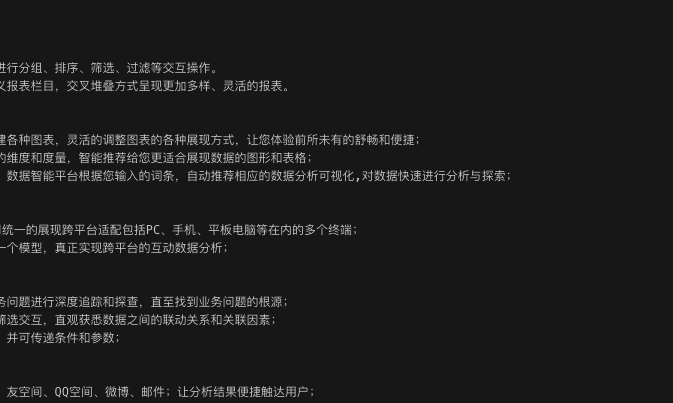 进行分组、排序、筛选、过滤等交互操作。
义报表栏目，交叉堆叠方式呈现更加多样、灵活的报表。
建各种图表，灵活的调整图表的各种展现方式，让您体验前所未有的舒畅和便捷；
的维度和度量，智能推荐给您更适合展现数据的图形和表格；
，数据智能平台根据您输入的词条，自动推荐相应的数据分析可视化,对数据快速进行分析与探索；
统一的展现跨平台适配包括PC、手机、平板电脑等在内的多个终端；
一个模型，真正实现跨平台的互动数据分析；
务问题进行深度追踪和探查，直至找到业务问题的根源；
筛选交互，直观获悉数据之间的联动关系和关联因素；
，并可传递条件和参数；
友空间、QQ空间、微博、邮件；让分析结果便捷触达用户；